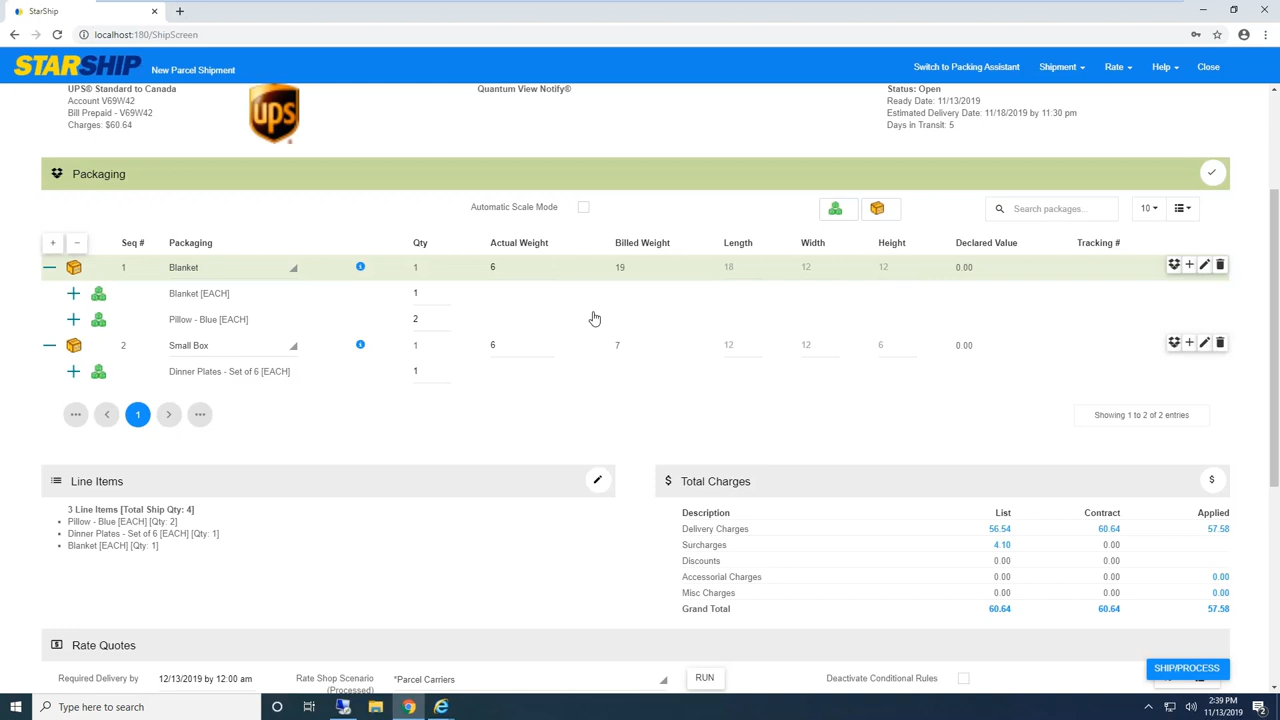 StarShip
localhost:180/ShipScreen
STARSHIP New Parcel Shipment Switch to Packing Assistant Shipment Rate Help Close
UPS® Standard to Canada Quantum View Notify® Status: Open
Account V69W42 Ready Date: 11/13/2019
Bill Prepaid - V69W42 Estimated Delivery Date: 11/18/2019 by 11:30 pm
Charges: $60.64 Days in Transit: 5
ups
Packaging
Automatic Scale Mode Search packages... 10
+ − Seq # Packaging Qty Actual Weight Billed Weight Length Width Height Declared Value Tracking #
1 Blanket 1 6 19 18 12 12 0.00
Blanket [EACH] 1
Pillow - Blue [EACH] 2
2 Small Box 1 6 7 12 12 6 0.00
Dinner Plates - Set of 6 [EACH] 1
1 Showing 1 to 2 of 2 entries
Line Items
3 Line Items [Total Ship Qty: 4]
• Pillow - Blue [EACH] [Qty: 2]
• Dinner Plates - Set of 6 [EACH] [Qty: 1]
• Blanket [EACH] [Qty: 1]
$ Total Charges $
Description List Contract Applied
Delivery Charges 56.54 60.64 57.58
Surcharges 4.10 0.00
Discounts 0.00 0.00
Accessorial Charges 0.00 0.00 0.00
Misc Charges 0.00 0.00 0.00
Grand Total 60.64 60.64 57.58
Rate Quotes
SHIP/PROCESS
Required Delivery by 12/13/2019 by 12:00 am Rate Shop Scenario *Parcel Carriers RUN Deactivate Conditional Rules
(Processed)
Type here to search
2:39 PM
11/13/2019
2